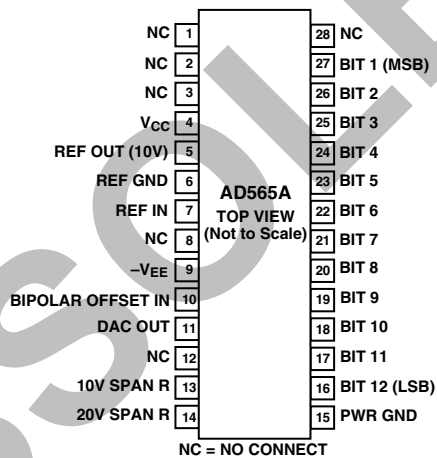 NC 1
NC 2
NC 3
VCC 4
REF OUT (10V) 5
REF GND 6
REF IN 7
NC 8
–VEE 9
BIPOLAR OFFSET IN 10
DAC OUT 11
NC 12
10V SPAN R 13
20V SPAN R 14
AD565A
TOP VIEW
(Not to Scale)
28 NC
27 BIT 1 (MSB)
26 BIT 2
25 BIT 3
24 BIT 4
23 BIT 5
22 BIT 6
21 BIT 7
20 BIT 8
19 BIT 9
18 BIT 10
17 BIT 11
16 BIT 12 (LSB)
15 PWR GND
NC = NO CONNECT